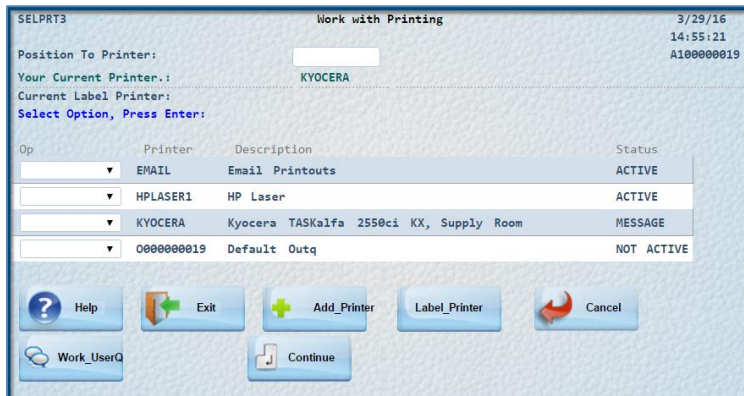 SELPRT3 Work with Printing 3/29/16
14:55:21
Position To Printer: A100000019
Your Current Printer.: KYOCERA
Current Label Printer:
Select Option, Press Enter:
Op Printer Description Status
EMAIL Email Printouts ACTIVE
HPLASER1 HP Laser ACTIVE
KYOCERA Kyocera TASKalfa 2550ci KX, Supply Room MESSAGE
O000000019 Default Outq NOT ACTIVE
Help Exit Add_Printer Label_Printer Cancel
Work_UserQ Continue